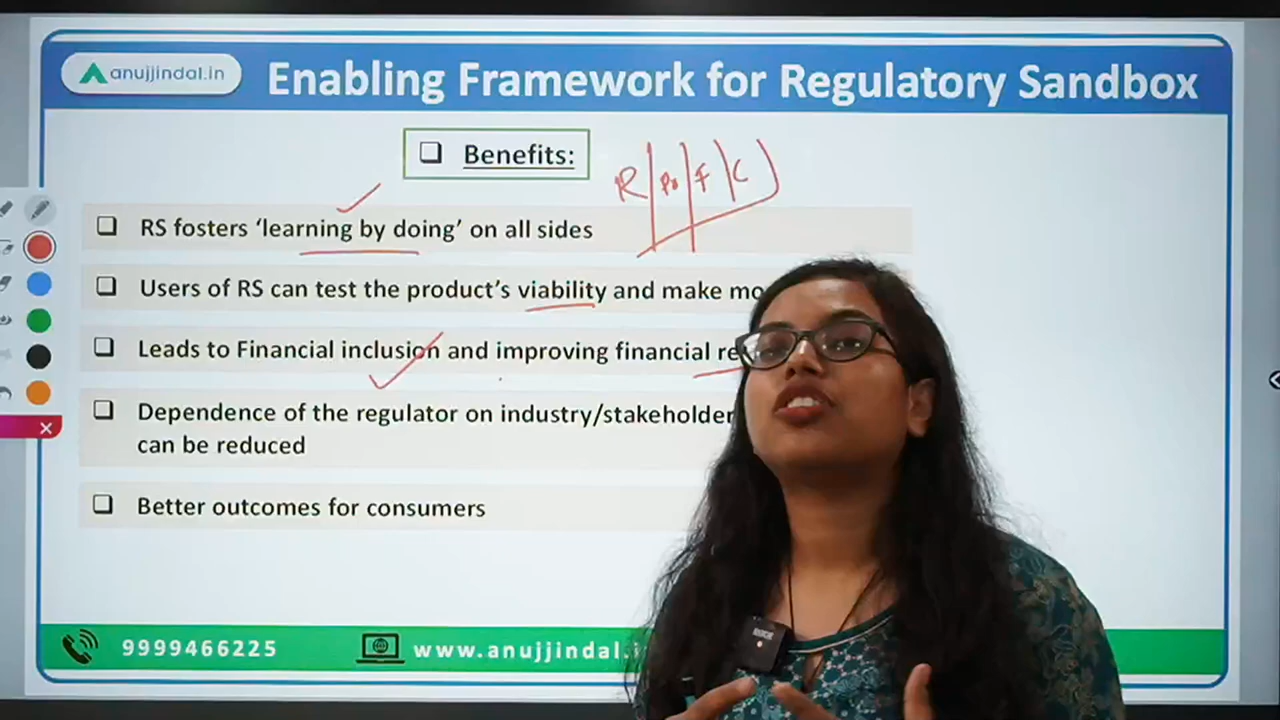 anujjindal.in
Enabling Framework for Regulatory Sandbox
Benefits:
R Po F C
RS fosters ‘learning by doing’ on all sides
Users of RS can test the product's viability and make
Leads to Financial inclusion and improving financial
Dependence of the regulator on industry/stakeholder
can be reduced
Better outcomes for consumers
9999466225
www.anujjindal.i